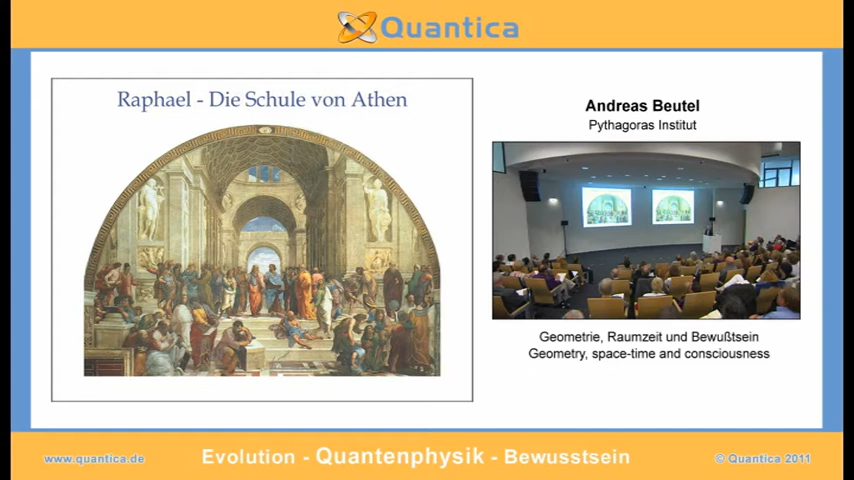 Quantica
Raphael - Die Schule von Athen
Andreas Beutel
Pythagoras Institut
Geometrie, Raumzeit und Bewußtsein
Geometry, space-time and consciousness
www.quantica.de
Evolution - Quantenphysik - Bewusstsein
© Quantica 2011